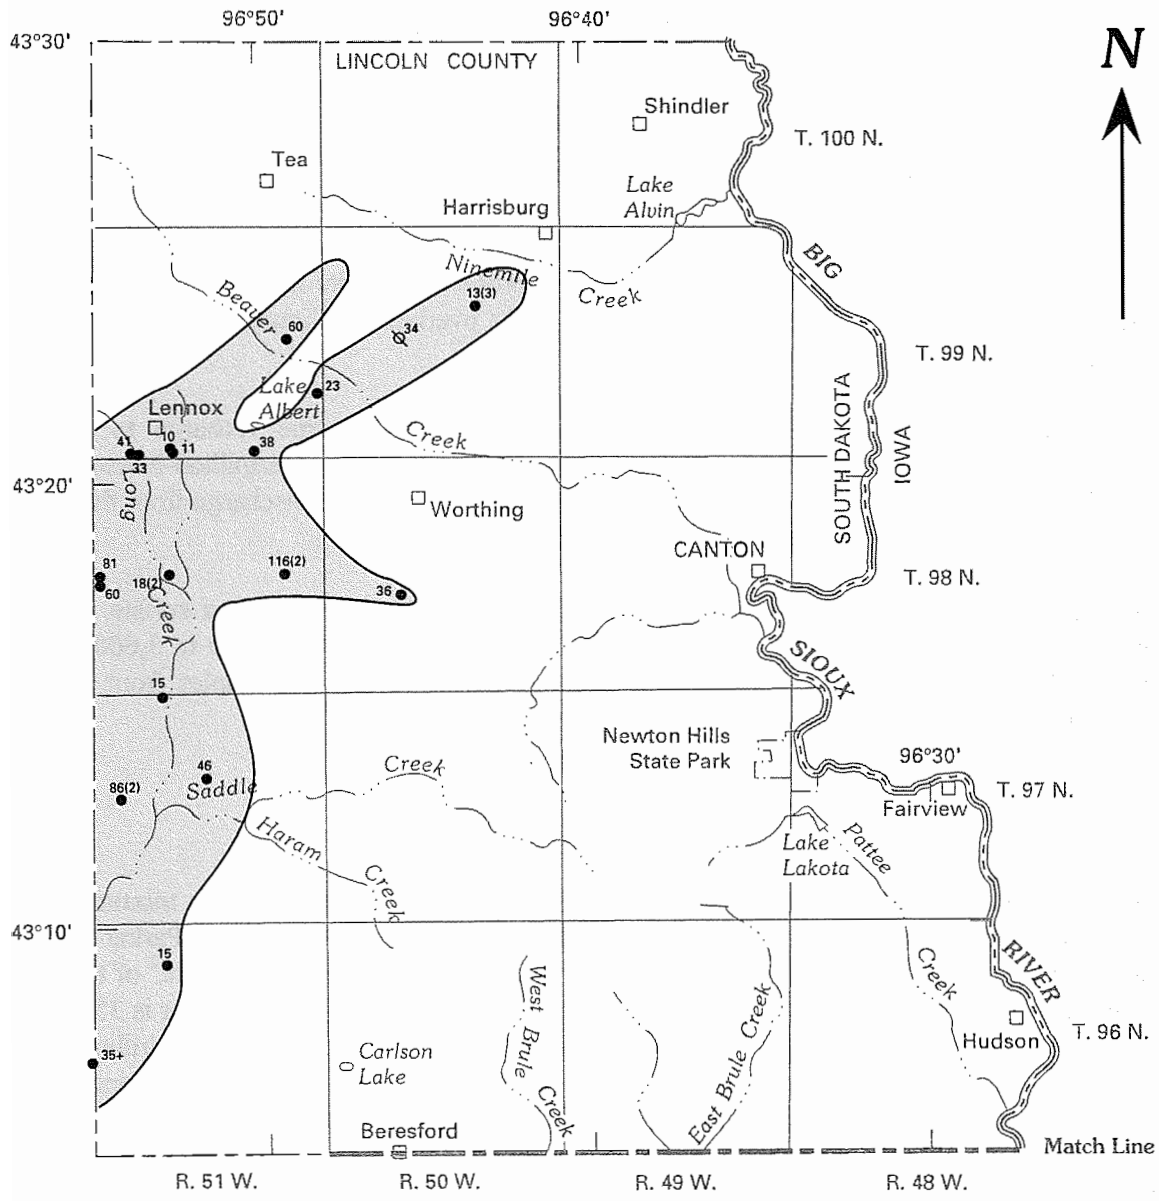 96°50'
96°40'
43°30'
LINCOLN COUNTY
N
Shindler
T. 100 N.
Tea
Lake
Alvin
Harrisburg
BIG
Ninemile
Creek
13(3)
Beaver
60
34
T. 99 N.
Lake
Albert
23
Lennox
SOUTH DAKOTA
IOWA
41
10
11
38
33
Creek
43°20'
Long
Worthing
CANTON
81
60
18(2)
116(2)
36
T. 98 N.
Creek
SIOUX
15
Newton Hills
State Park
96°30'
46
86(2)
Saddle
Creek
T. 97 N.
Fairview
Haram
Creek
Lake
Lakota
Pattee
Creek
43°10'
15
RIVER
West Brule
Creek
East Brule Creek
Hudson
T. 96 N.
35+
Carlson
Lake
Beresford
Match Line
R. 51 W.
R. 50 W.
R. 49 W.
R. 48 W.